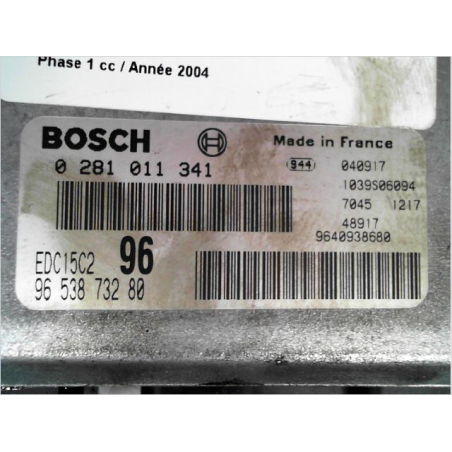 Phase 1 cc / Année 2004
BOSCH
Made in France
0 281 011 341
944 040917
1039S06094
7045 1217
48917
9640938680
EDC15C2 96
96 538 732 80